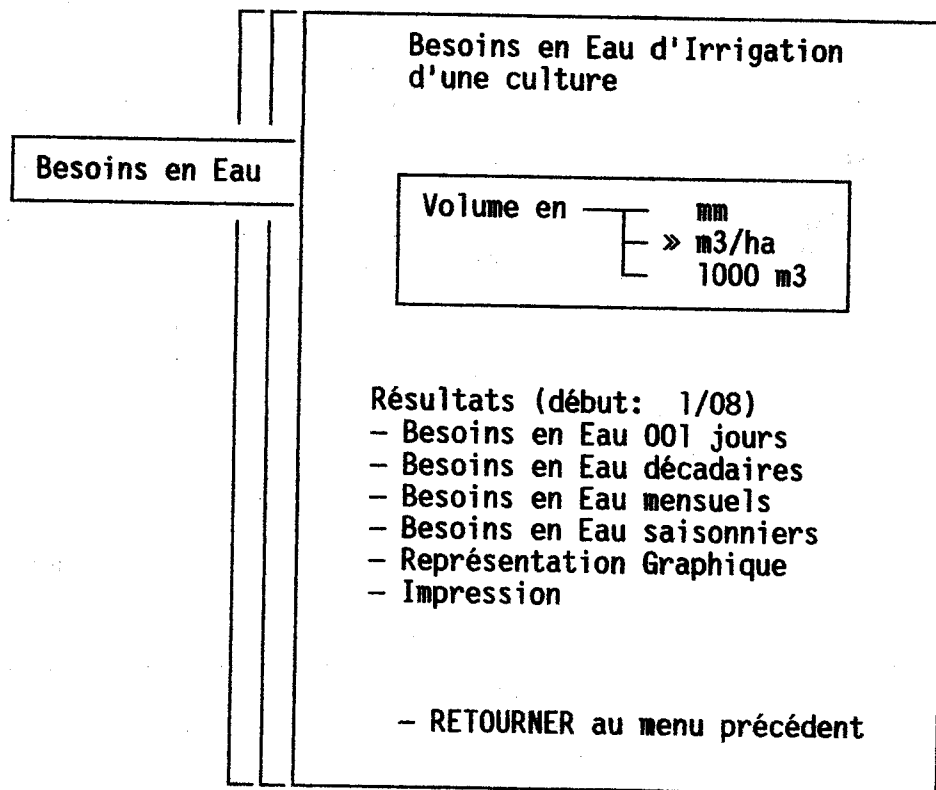 Besoins en Eau d'Irrigation
d'une culture
Besoins en Eau
Volume en mm
» m3/ha
1000 m3
Résultats (début: 1/08)
- Besoins en Eau 001 jours
- Besoins en Eau décadaires
- Besoins en Eau mensuels
- Besoins en Eau saisonniers
- Représentation Graphique
- Impression
- RETOURNER au menu précédent